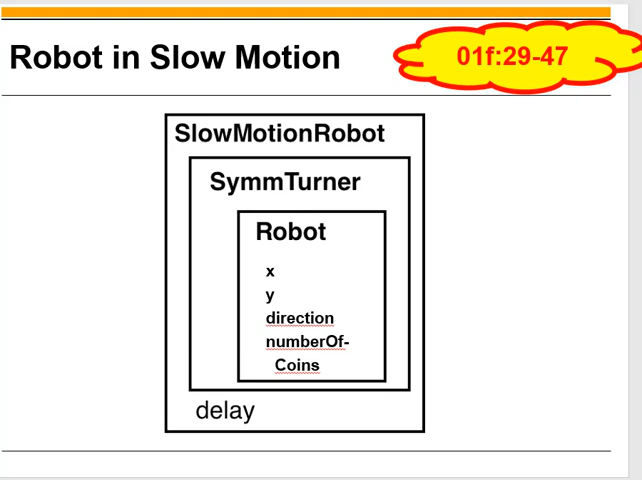 Robot in Slow Motion
01f:29-47
SlowMotionRobot
SymmTurner
Robot
x
y
direction
numberOf-
Coins
delay